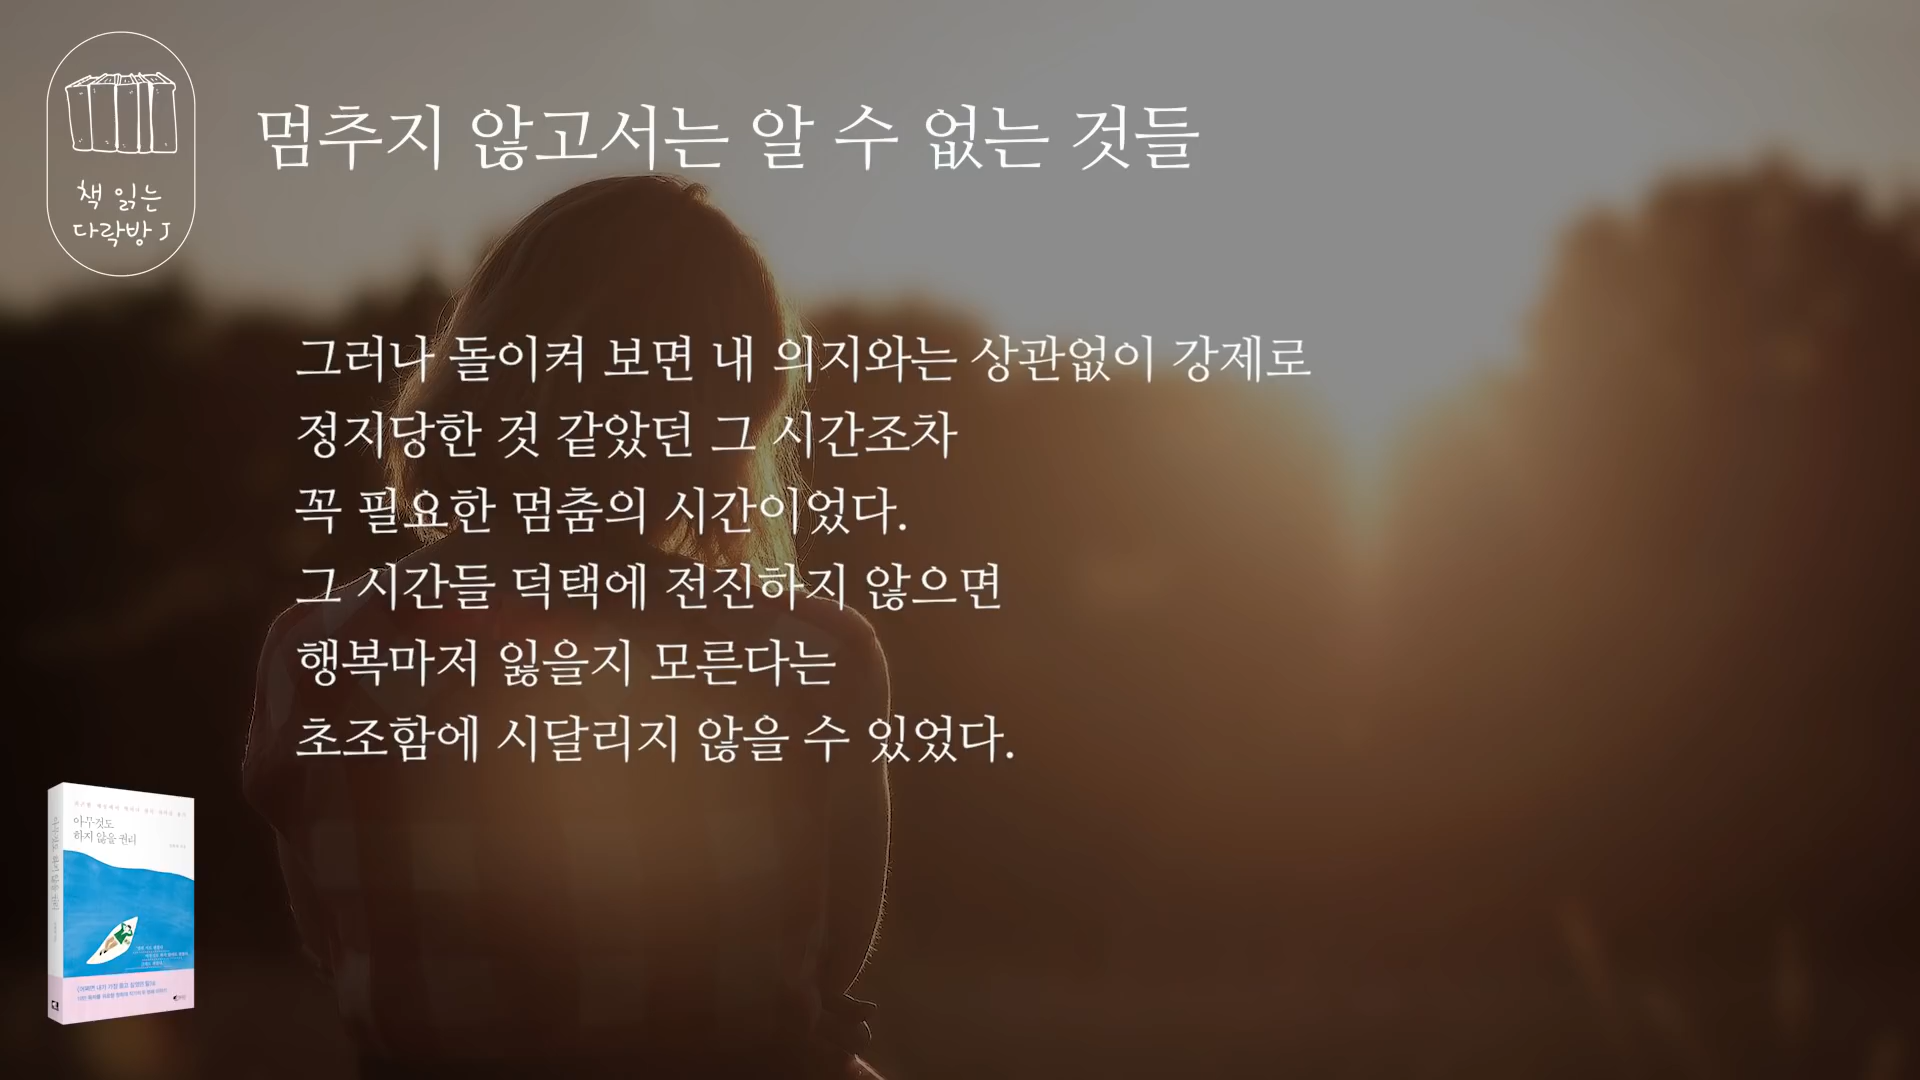 책 읽는
다락방 J
멈추지 않고서는 알 수 없는 것들
그러나 돌이켜 보면 내 의지와는 상관없이 강제로
정지당한 것 같았던 그 시간조차
꼭 필요한 멈춤의 시간이었다.
그 시간들 덕택에 전진하지 않으면
행복마저 잃을지 모른다는
초조함에 시달리지 않을 수 있었다.
아무것도
하지 않을 권리